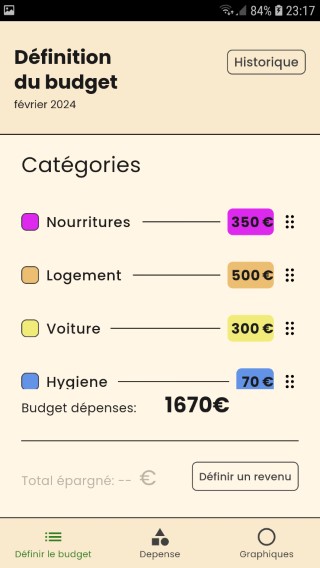 84% 23:17
Définition
du budget
Historique
février 2024
Catégories
Nourritures 350 €
Logement 500 €
Voiture 300 €
Hygiene 70 €
Budget dépenses: 1670€
Total épargné: -- €
Définir un revenu
Définir le budget
Depense
Graphiques